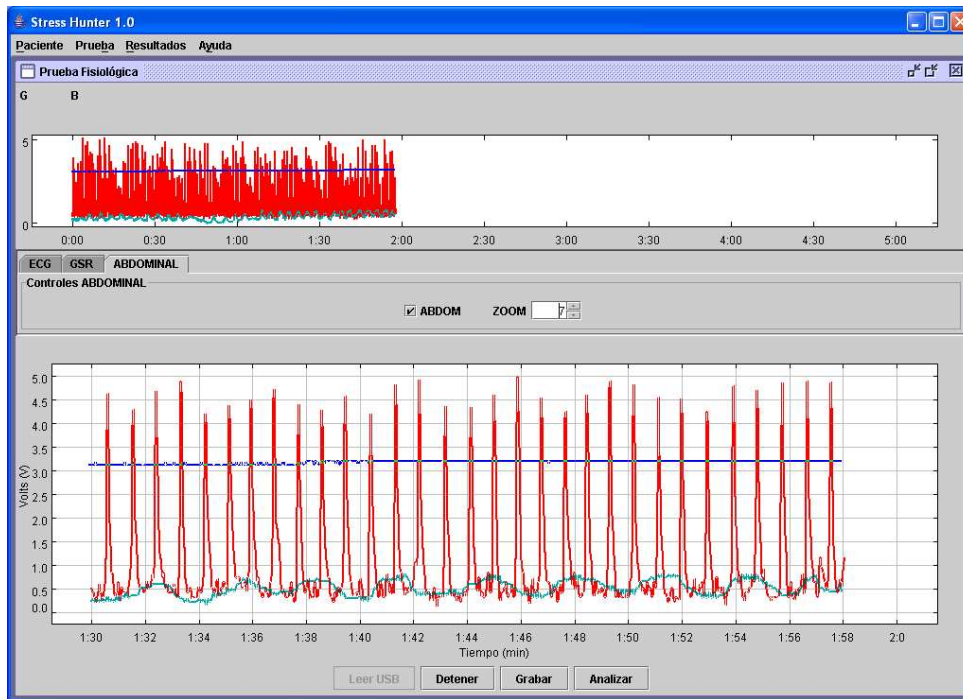 Stress Hunter 1.0
Paciente Prueba Resultados Ayuda
Prueba Fisiológica
G B
5
0
0:00 0:30 1:00 1:30 2:00 2:30 3:00 3:30 4:00 4:30 5:00
ECG GSR ABDOMINAL
Controles ABDOMINAL
ABDOM ZOOM 7
5.0
4.5
4.0
3.5
3.0
2.5
2.0
1.5
1.0
0.5
0.0
Volts (V)
1:30 1:32 1:34 1:36 1:38 1:40 1:42 1:44 1:46 1:48 1:50 1:52 1:54 1:56 1:58 2:0
Tiempo (min)
Leer USB Detener Grabar Analizar